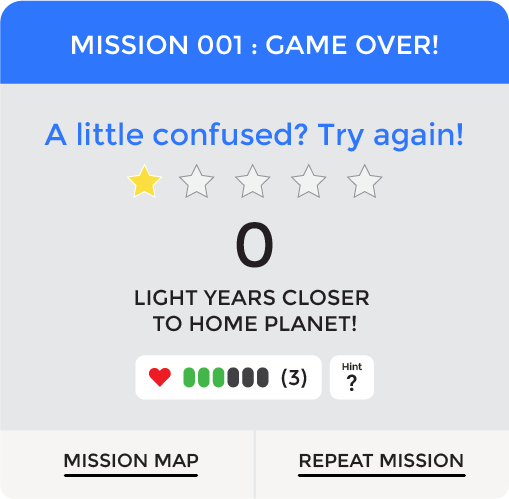 MISSION 001 : GAME OVER!
A little confused? Try again!
0
LIGHT YEARS CLOSER
TO HOME PLANET!
(3)
Hint
?
MISSION MAP
REPEAT MISSION